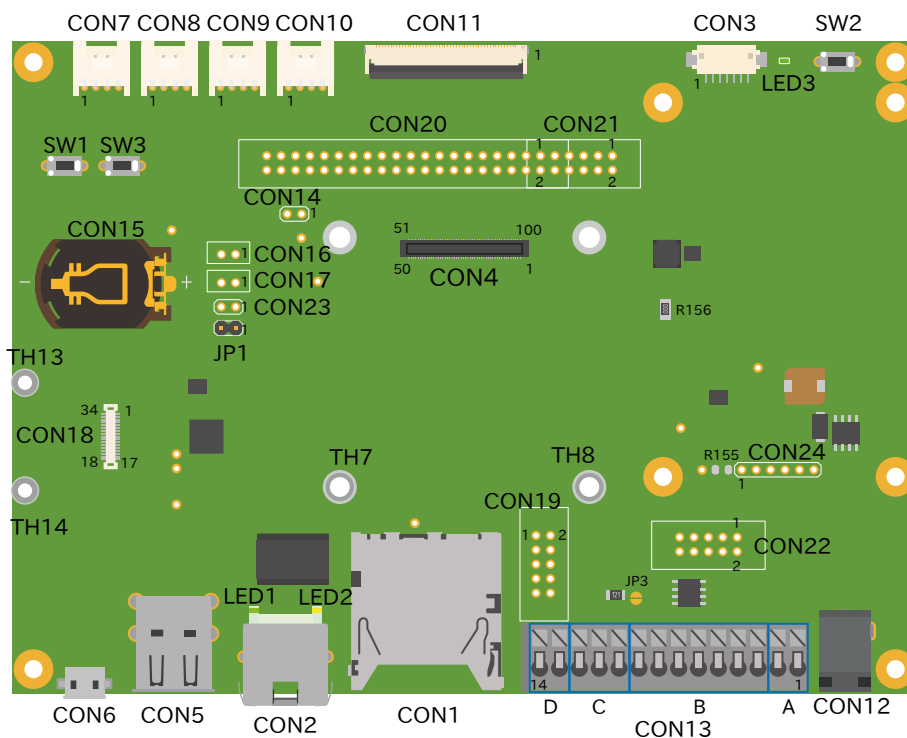 CON7 CON8 CON9 CON10 CON11 CON3 SW2
1 1 1 1 1 1 LED3
CON20 CON21
SW1 SW3 1 1
2 2
CON14 1
CON15 51 100
1 CON16
− + 1 CON17 50 1
CON4
1 CON23 R156
1
JP1
TH13
34 1
CON18
18 17
TH7 TH8 R155 CON24
1
TH14 CON19
1 2 1
CON22
2
JP3
LED1 LED2 121
14 1
CON6 CON5 CON2 CON1 D C B A CON12
CON13